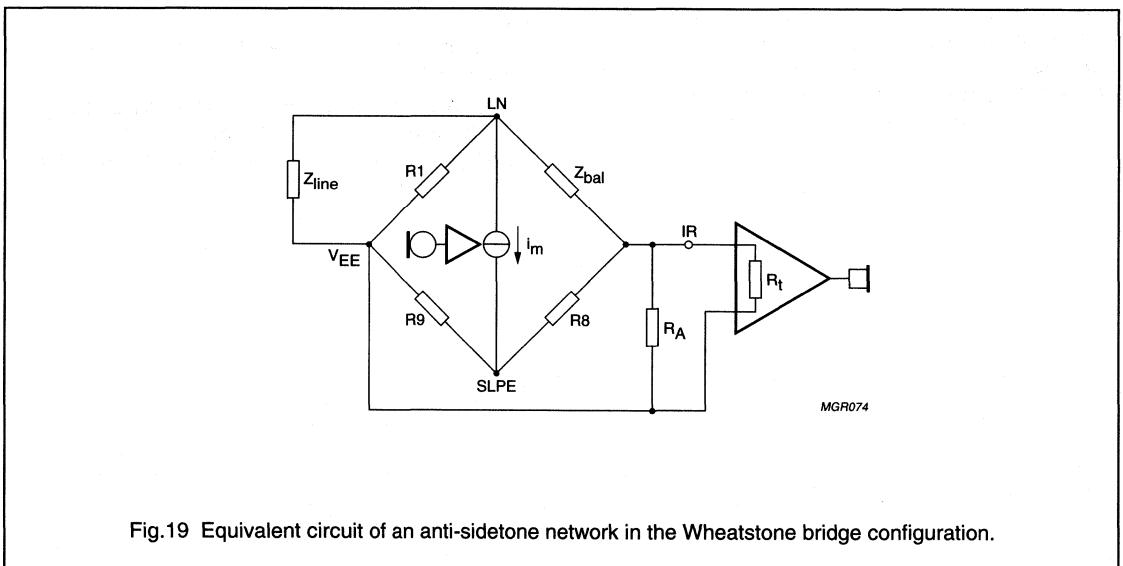 LN
R1
Zbal
Zline
IR
im
VEE
Rt
R9
R8
RA
SLPE
MGR074
Fig.19 Equivalent circuit of an anti-sidetone network in the Wheatstone bridge configuration.